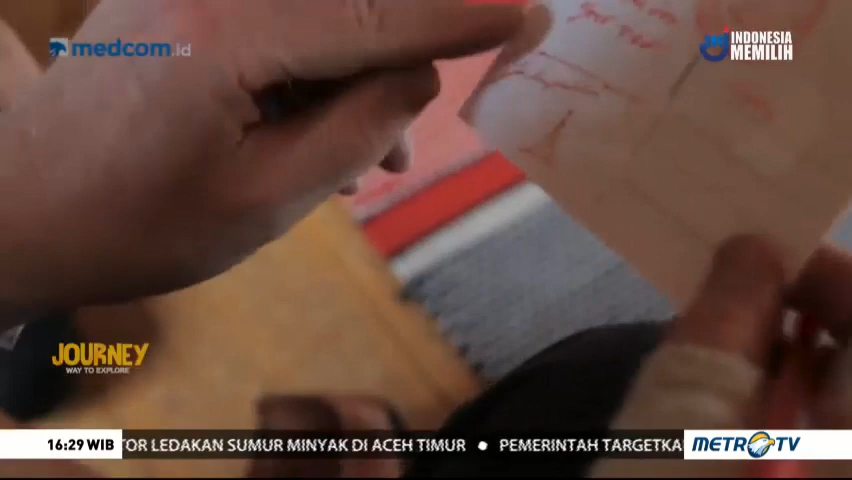 medcom.id
INDONESIA
MEMILIH
JOURNEY
WAY TO EXPLORE
16:29 WIB
TOR LEDAKAN SUMUR MINYAK DI ACEH TIMUR • PEMERINTAH TARGETKA
METRO TV